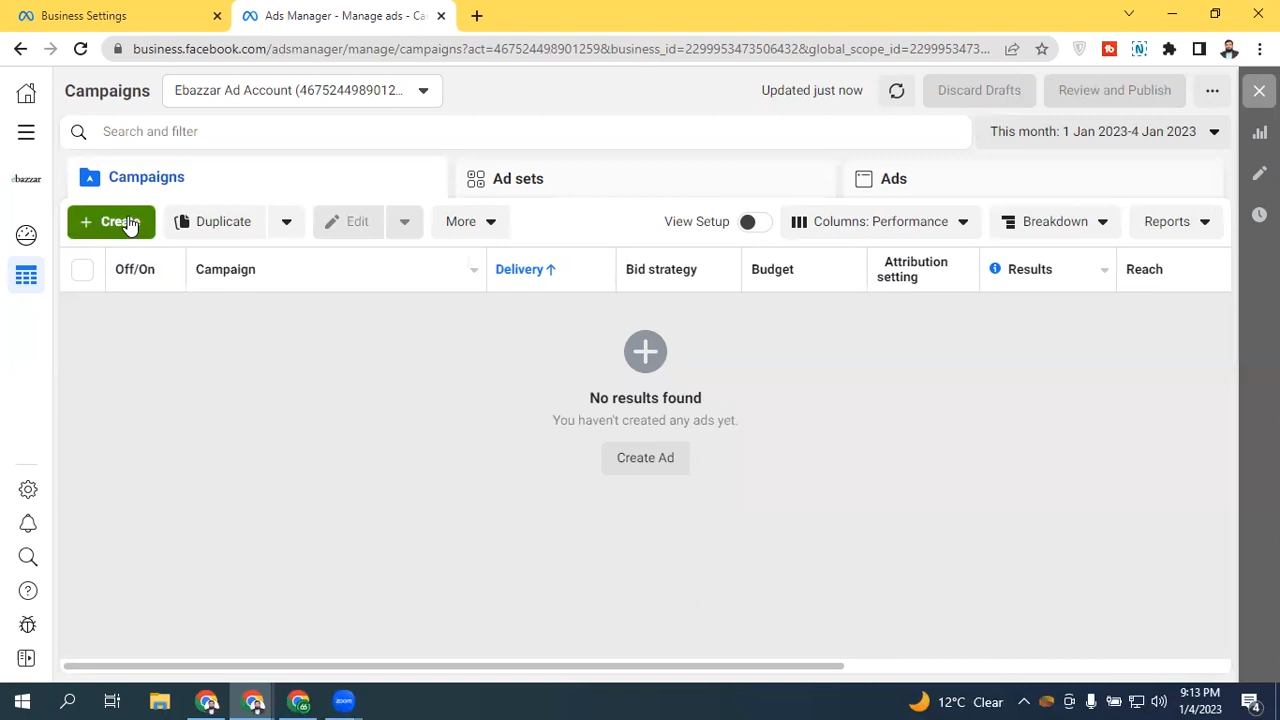 Business Settings
Ads Manager - Manage ads - Ca
business.facebook.com/adsmanager/manage/campaigns?act=467524498901259&business_id=2299953473506432&global_scope_id=2299953473...
Campaigns
Ebazzar Ad Account (4675244989012...
Updated just now
Discard Drafts
Review and Publish
Search and filter
This month: 1 Jan 2023-4 Jan 2023
ebazzar
Campaigns
Ad sets
Ads
+ Create
Duplicate
Edit
More
View Setup
Columns: Performance
Breakdown
Reports
Off/On
Campaign
Delivery ↑
Bid strategy
Budget
Attribution
setting
Results
Reach
No results found
You haven't created any ads yet.
Create Ad
zoom
12°C Clear
9:13 PM
1/4/2023
4